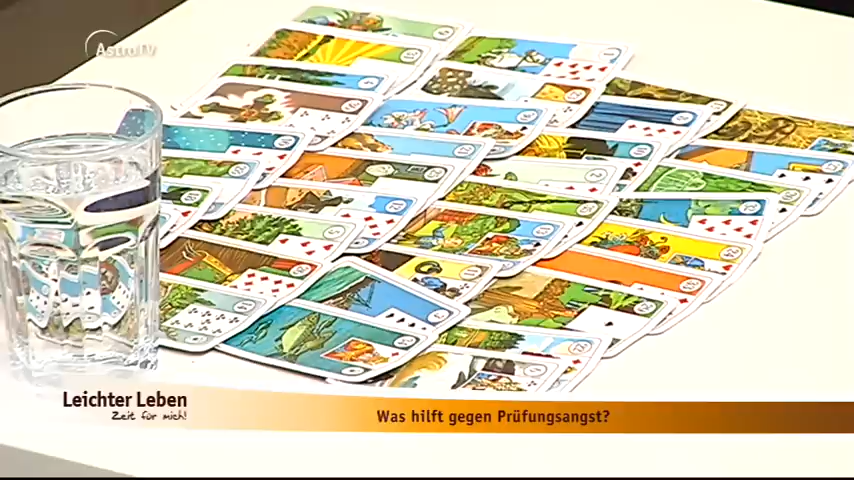 AstroTV
Leichter Leben
Zeit für mich!
Was hilft gegen Prüfungsangst?